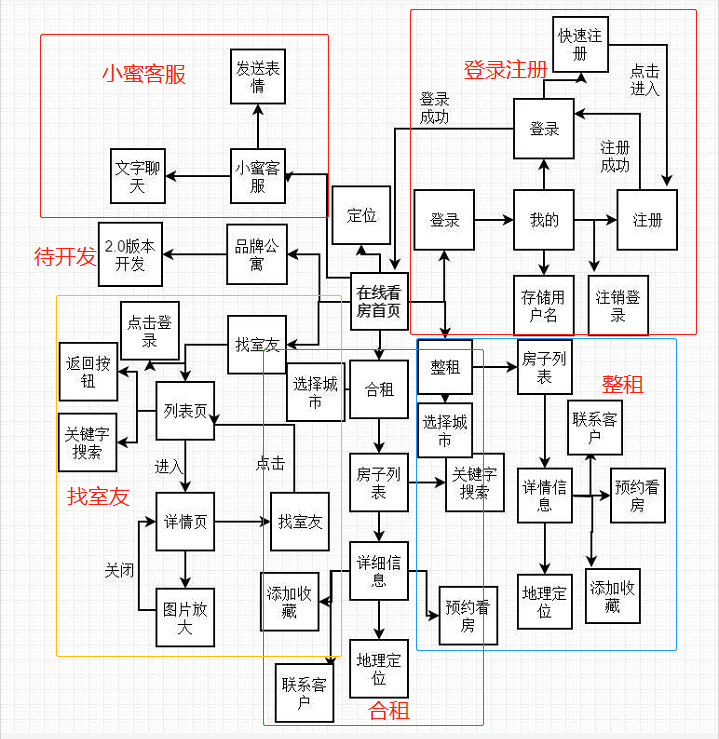 快速注
册
小蜜客服
发送表
情
登录注册
点击
进入
登录
成功
登录
注册
成功
文字聊
天
小蜜客
服
定位
登录
我的
注册
待开发
2.0版本
开发
品牌公
寓
在线看
房首页
存储用
户名
注销登
录
点击登
录
返回按
钮
找室友
选择城
市
合租
整租
房子列
表
整租
列表页
关键字
搜索
选择城
市
联系客
户
进入
点击
房子列
表
关键字
搜索
找室友
详情信
息
预约看
房
详情页
找室友
关闭
详细信
息
添加收
藏
图片放
大
添加收
藏
预约看
房
地理定
位
联系客
户
地理定
位
合租